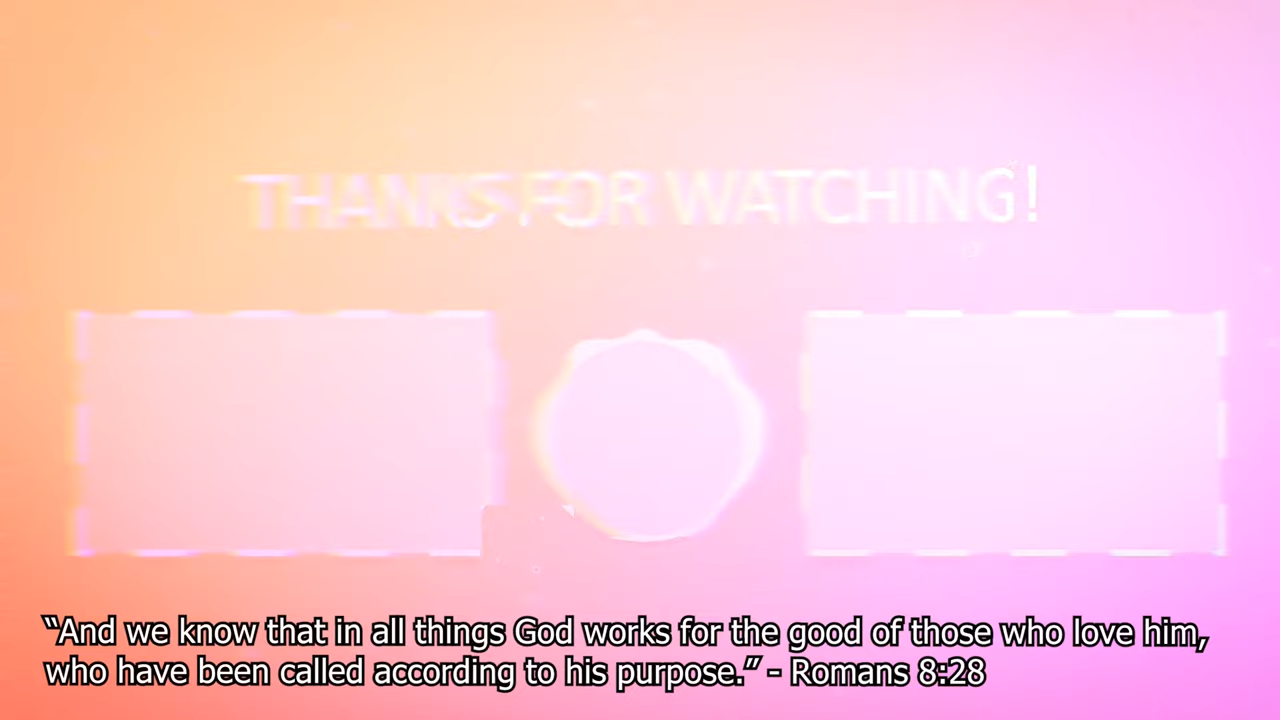 THANKS FOR WATCHING!
“And we know that in all things God works for the good of those who love him,
who have been called according to his purpose.” - Romans 8:28